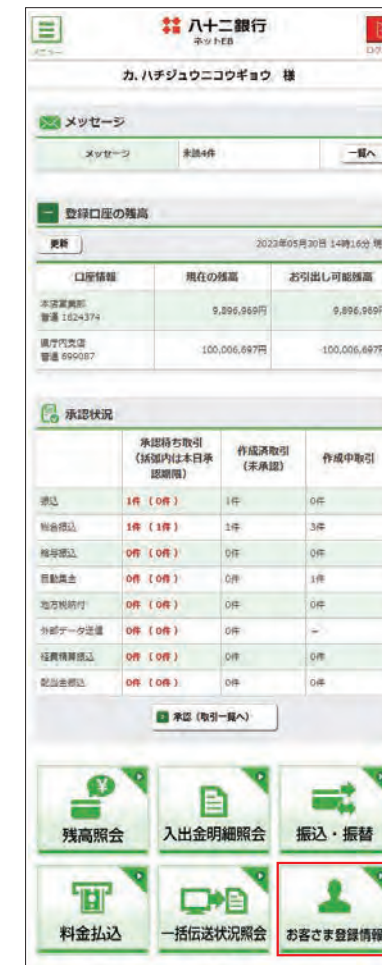 八十二銀行
ネットEB
メニュー
カ.ハチジュウニコウギョウ 様
メッセージ
メッセージ 未読4件 一覧へ
登録口座の残高
更新 2023年05月30日 14時16分 現
口座情報 現在の残高 お引出し可能残高
本店営業部
普通 1624374 9,896,969円 9,896,969円
県庁内支店
普通 699087 100,006,697円 100,006,697円
承認状況
承認待ち取引
(括弧内は本日承
認期限) 作成済取引
(未承認) 作成中取引
振込 1件 ( 0件 ) 1件 0件
総合振込 1件 ( 1件 ) 1件 3件
給与振込 0件 ( 0件 ) 0件 0件
自動集金 0件 ( 0件 ) 0件 1件
地方税納付 0件 ( 0件 ) 0件 0件
外部データ送信 0件 ( 0件 ) 0件 -
経費精算振込 0件 ( 0件 ) 0件 0件
配当金振込 0件 ( 0件 ) 0件 0件
承認 (取引一覧へ)
残高照会 入出金明細照会 振込・振替
料金払込 一括伝送状況照会 お客さま登録情報